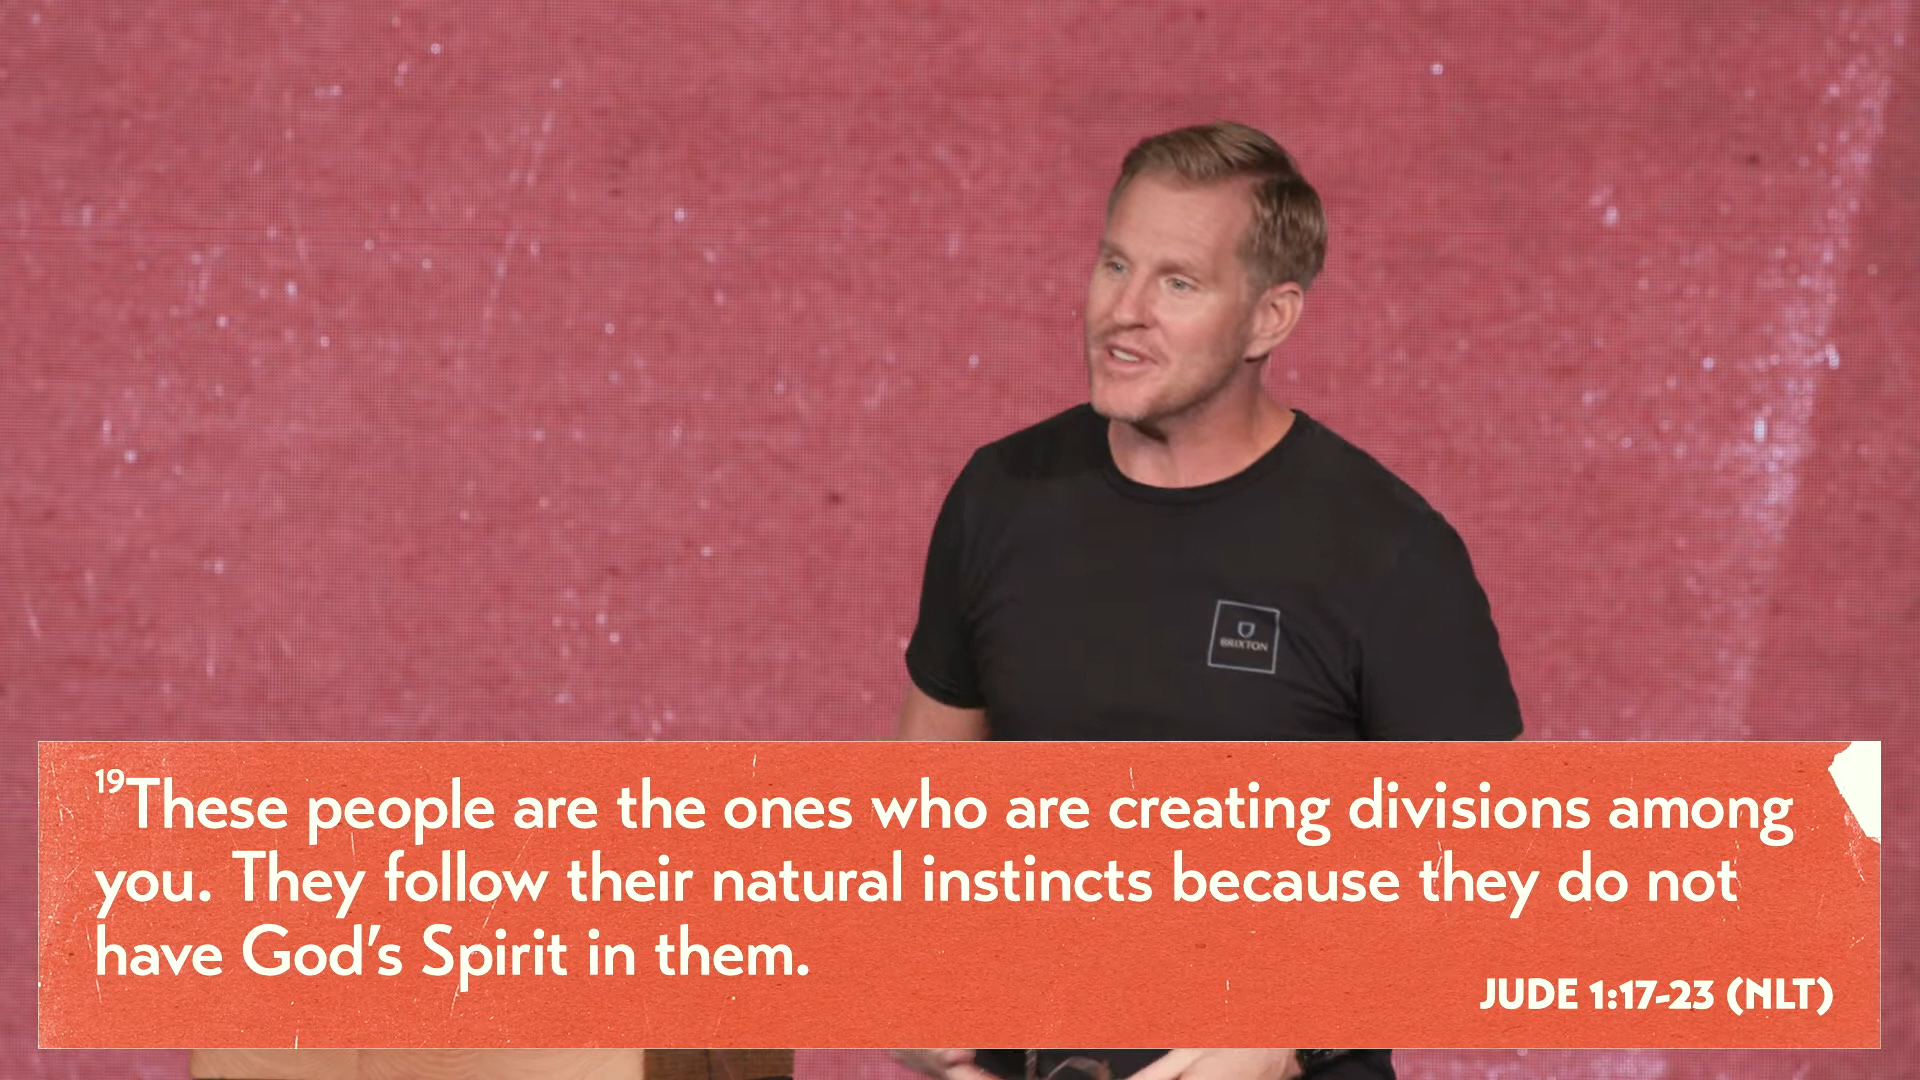 BRIXTON
¹⁹These people are the ones who are creating divisions among
you. They follow their natural instincts because they do not
have God's Spirit in them.
JUDE 1:17-23 (NLT)